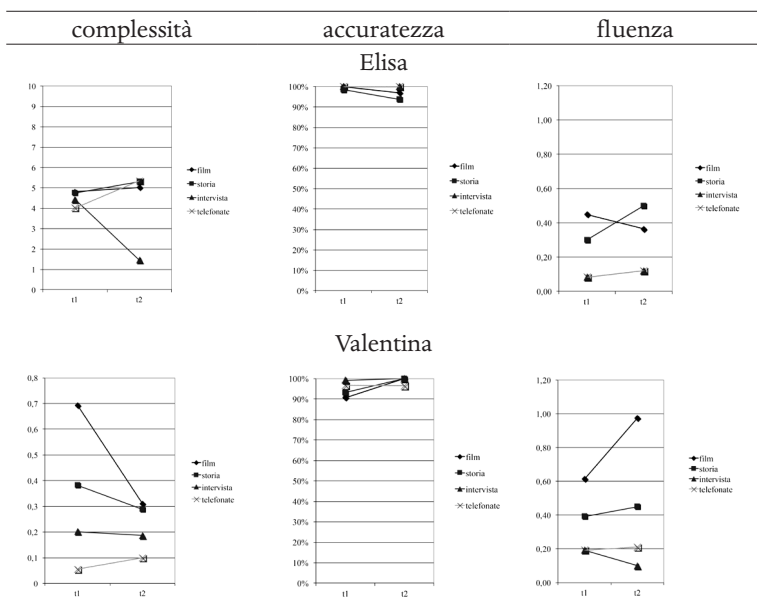 complessità accuratezza fluenza
Elisa
10
9
8
7
6
5
4
3
2
1
0
t1 t2
film
storia
intervista
telefonate
100%
90%
80%
70%
60%
50%
40%
30%
20%
10%
0%
t1 t2
film
storia
intervista
telefonate
1,20
1,00
0,80
0,60
0,40
0,20
0,00
t1 t2
film
storia
intervista
telefonate
Valentina
0,8
0,7
0,6
0,5
0,4
0,3
0,2
0,1
0
t1 t2
film
storia
intervista
telefonate
100%
90%
80%
70%
60%
50%
40%
30%
20%
10%
0%
t1 t2
film
storia
intervista
telefonate
1,20
1,00
0,80
0,60
0,40
0,20
0,00
t1 t2
film
storia
intervista
telefonate